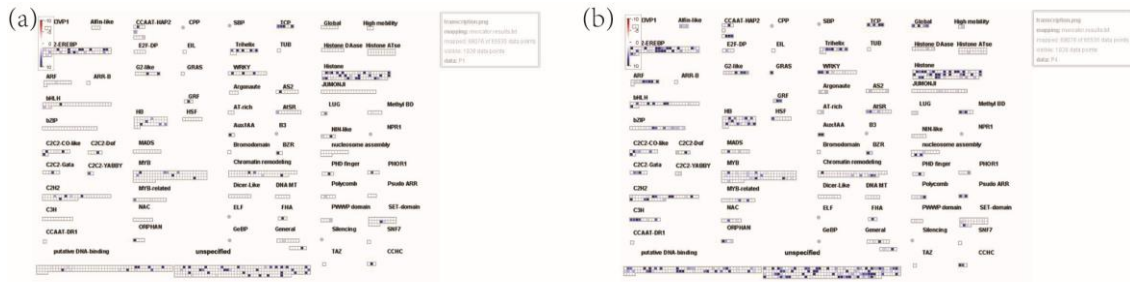 (a)
ABI3/VP1 Alfin-like CCAAT-HAP2 CPP SBP TCP Global High mobility
AP2-EREBP E2F-DP EIL Trihelix TUB Histone DAase Histone ATse
ARF ARR-B G2-like GRAS WRKY Histone
Argonaute AS2 JUMONJI
bHLH GRF AT-rich AtSR LUG Methyl BD
bZIP HB HSF Aux/IAA B3 NIN-like NPR1
C2C2-CO-like C2C2-Dof MADS Bromodomain BZR nucleosome assembly
C2C2-Gata C2C2-YABBY MYB Chromatin remodeling PHD finger PHOR1
C2H2 MYB-related Dicer-Like DNA MT Polycomb Psudo ARR
C3H NAC ELF FHA PWWP domain SET-domain
CCAAT-DR1 ORPHAN GeBP General Silencing SNF7
putative DNA-binding unspecified TAZ CCHC
transcription.png
(b)
Alfin-like CCAAT-HAP2 CPP SBP TCP Global High mobility
E2F-DP EIL Trihelix TUB Histone DAase Histone ATse
ARF ARR-B G2-like GRAS WRKY Histone
Argonaute AS2 JUMONJI
bHLH GRF AT-rich AtSR LUG Methyl BD
bZIP HB HSF Aux/IAA B3 NIN-like NPR1
C2C2-CO-like C2C2-Dof MADS Bromodomain BZR nucleosome assembly
C2C2-Gata C2C2-YABBY MYB Chromatin remodeling PHD finger PHOR1
C2H2 MYB-related Dicer-Like DNA MT Polycomb Psudo ARR
C3H NAC ELF FHA PWWP domain SET-domain
CCAAT-DR1 ORPHAN GeBP General Silencing SNF7
putative DNA-binding unspecified TAZ CCHC
transcription.png